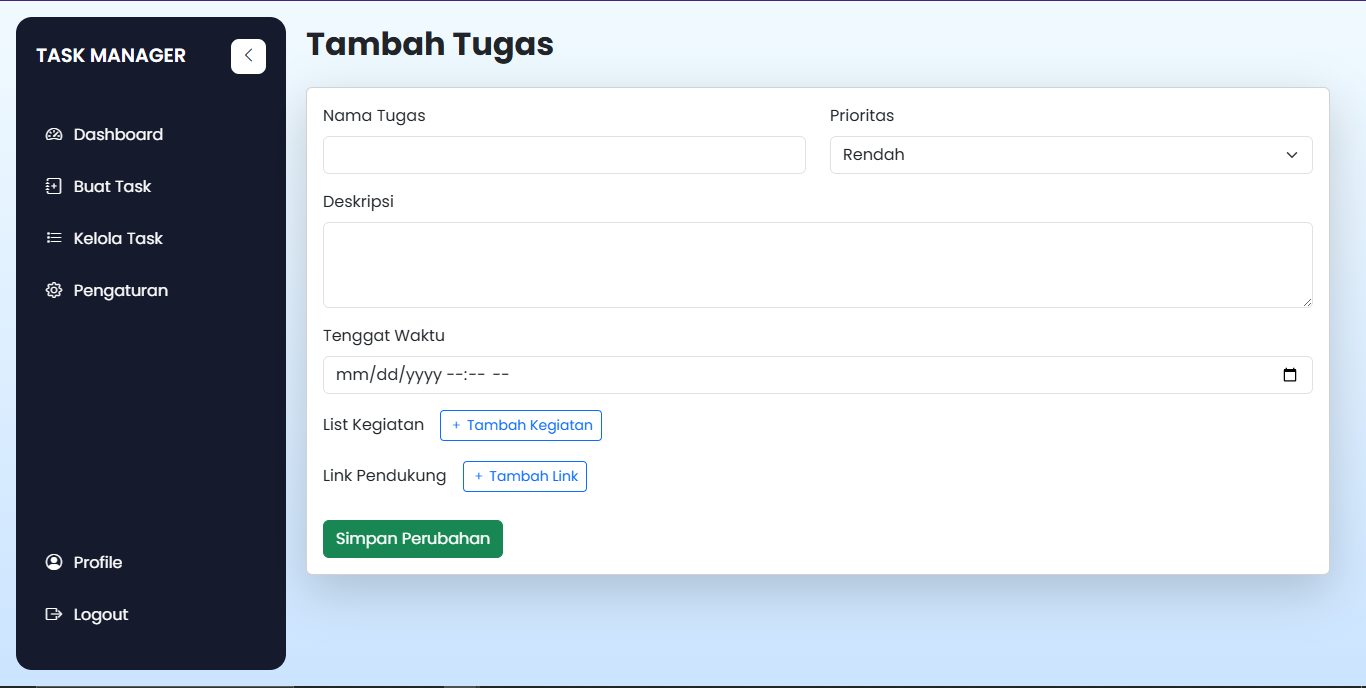 TASK MANAGER
Dashboard
Buat Task
Kelola Task
Pengaturan
Profile
Logout
Tambah Tugas
Nama Tugas
Prioritas
Rendah
Deskripsi
Tenggat Waktu
mm/dd/yyyy --:-- --
List Kegiatan
+ Tambah Kegiatan
Link Pendukung
+ Tambah Link
Simpan Perubahan